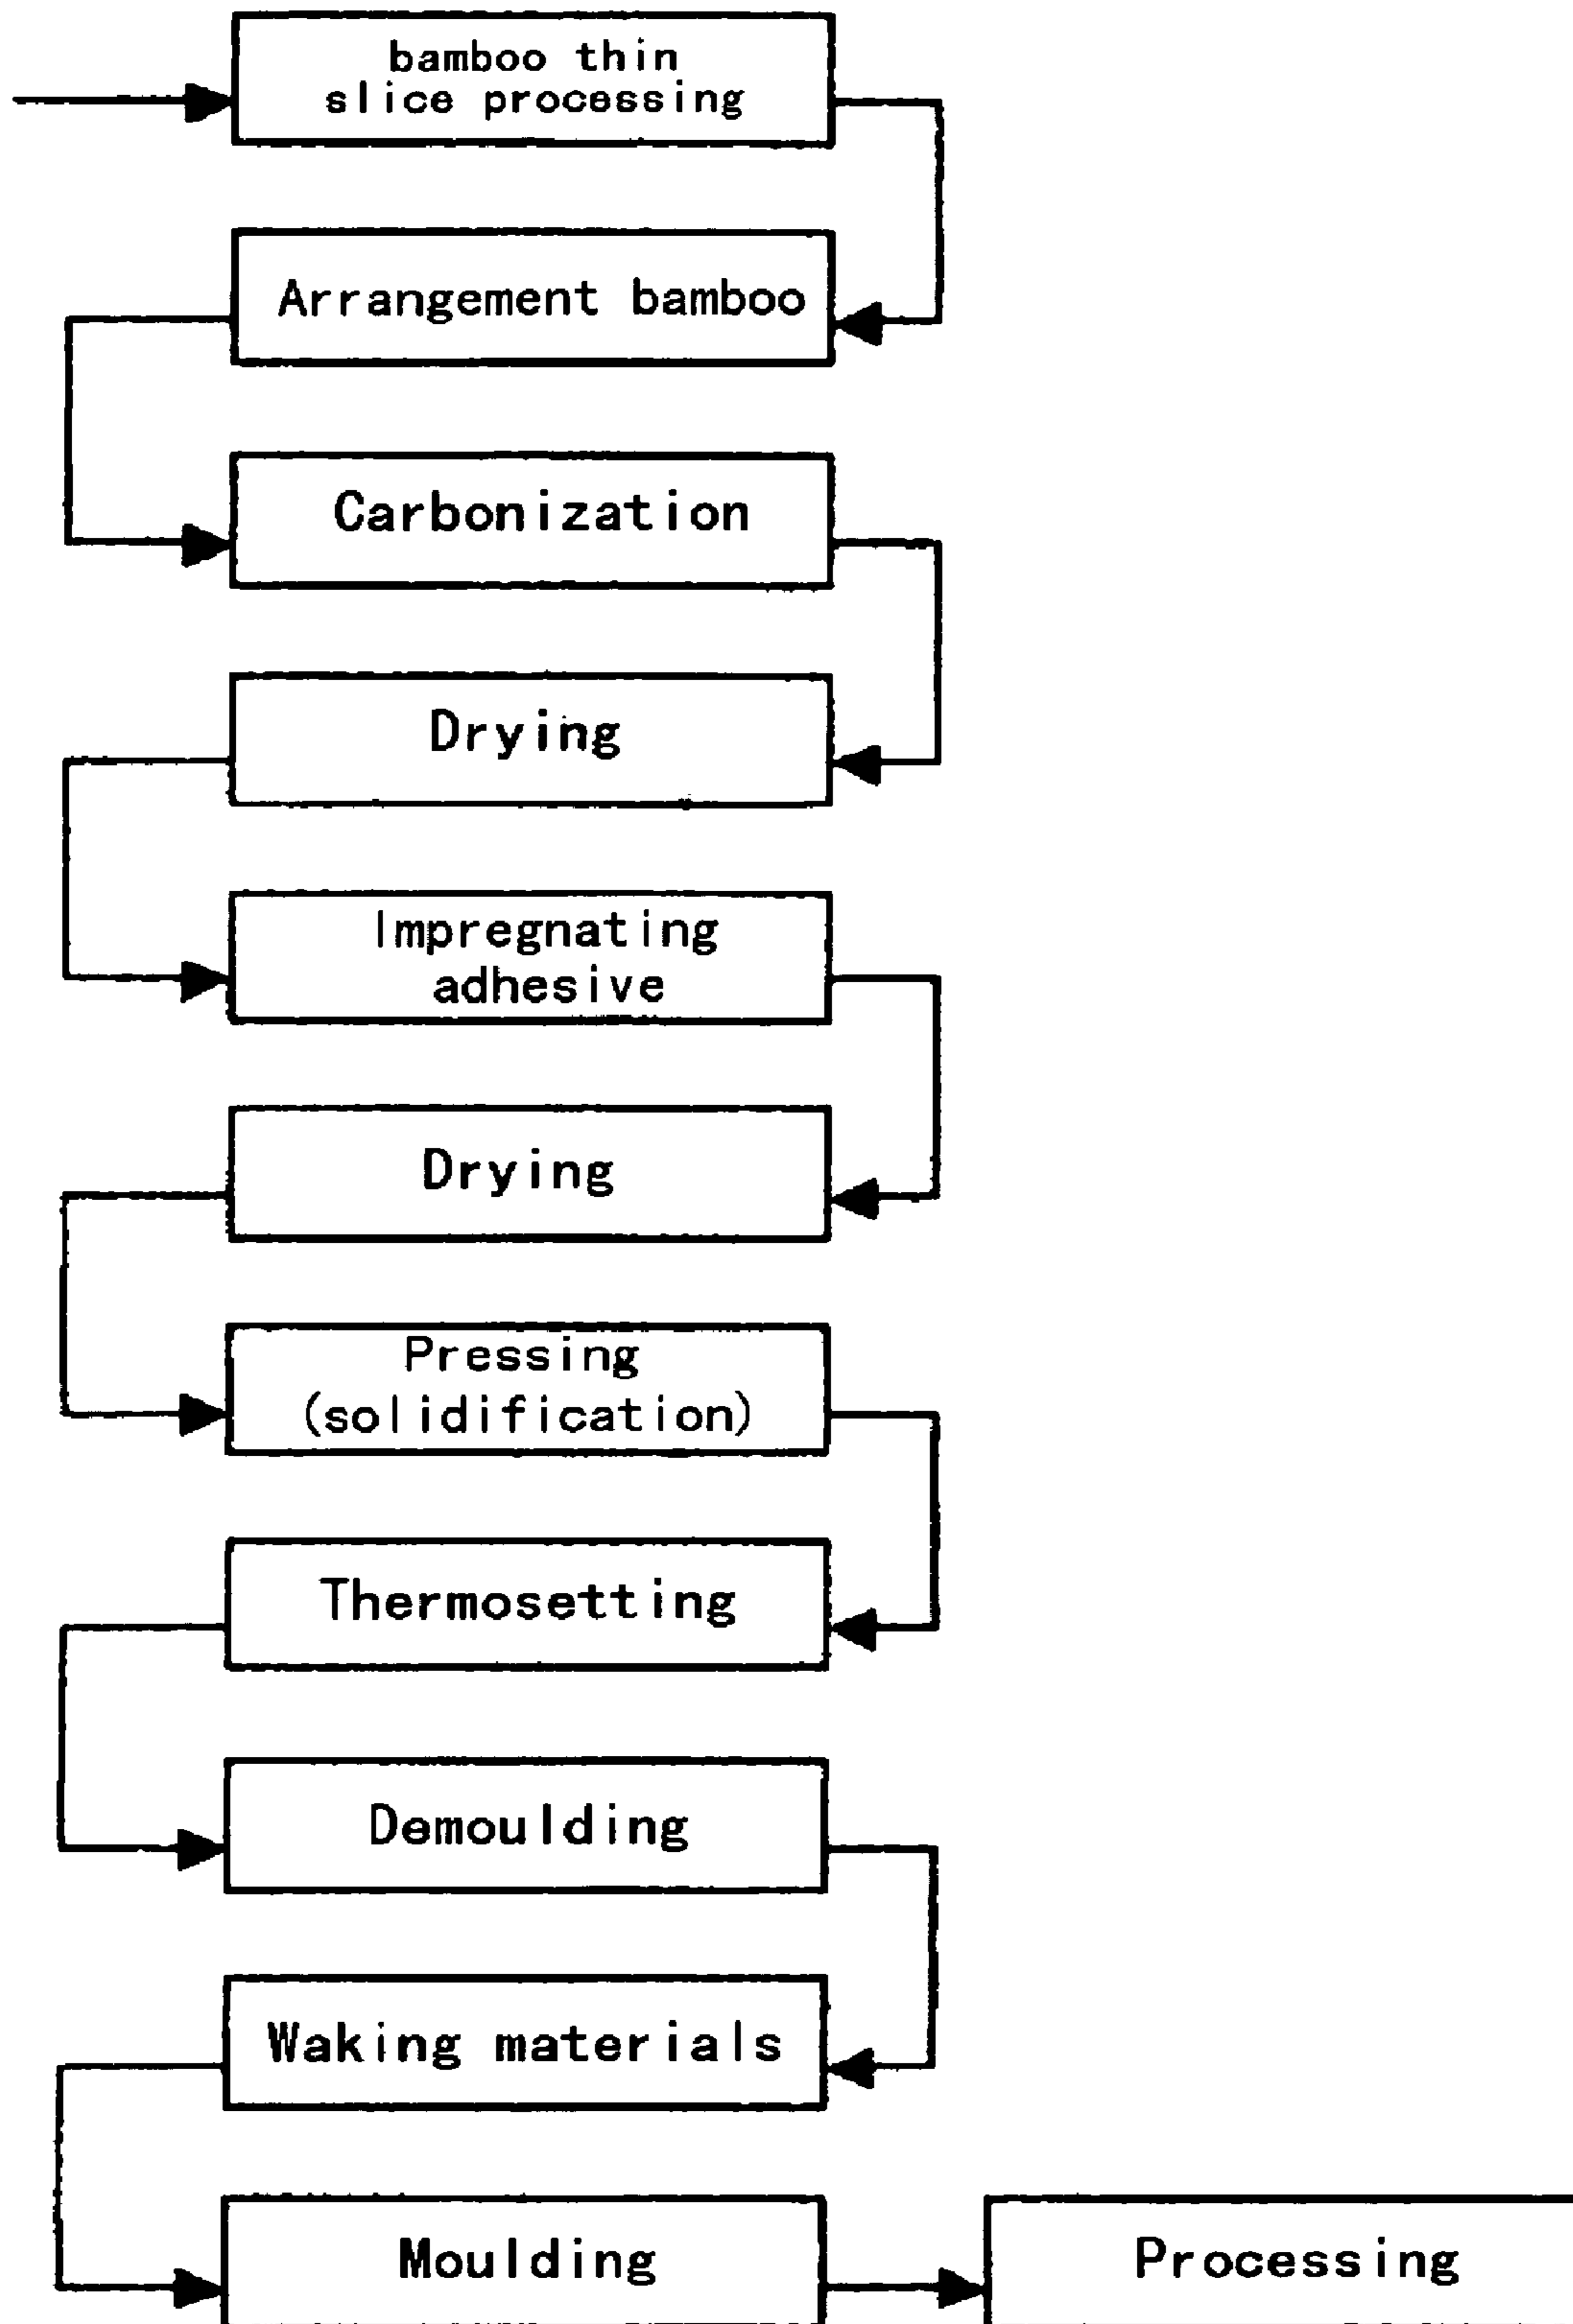 bamboo thin
slice processing
Arrangement bamboo
Carbonization
Drying
Impregnating
adhesive
Drying
Pressing
(solidification)
Thermosetting
Demoulding
Waking materials
Moulding
Processing